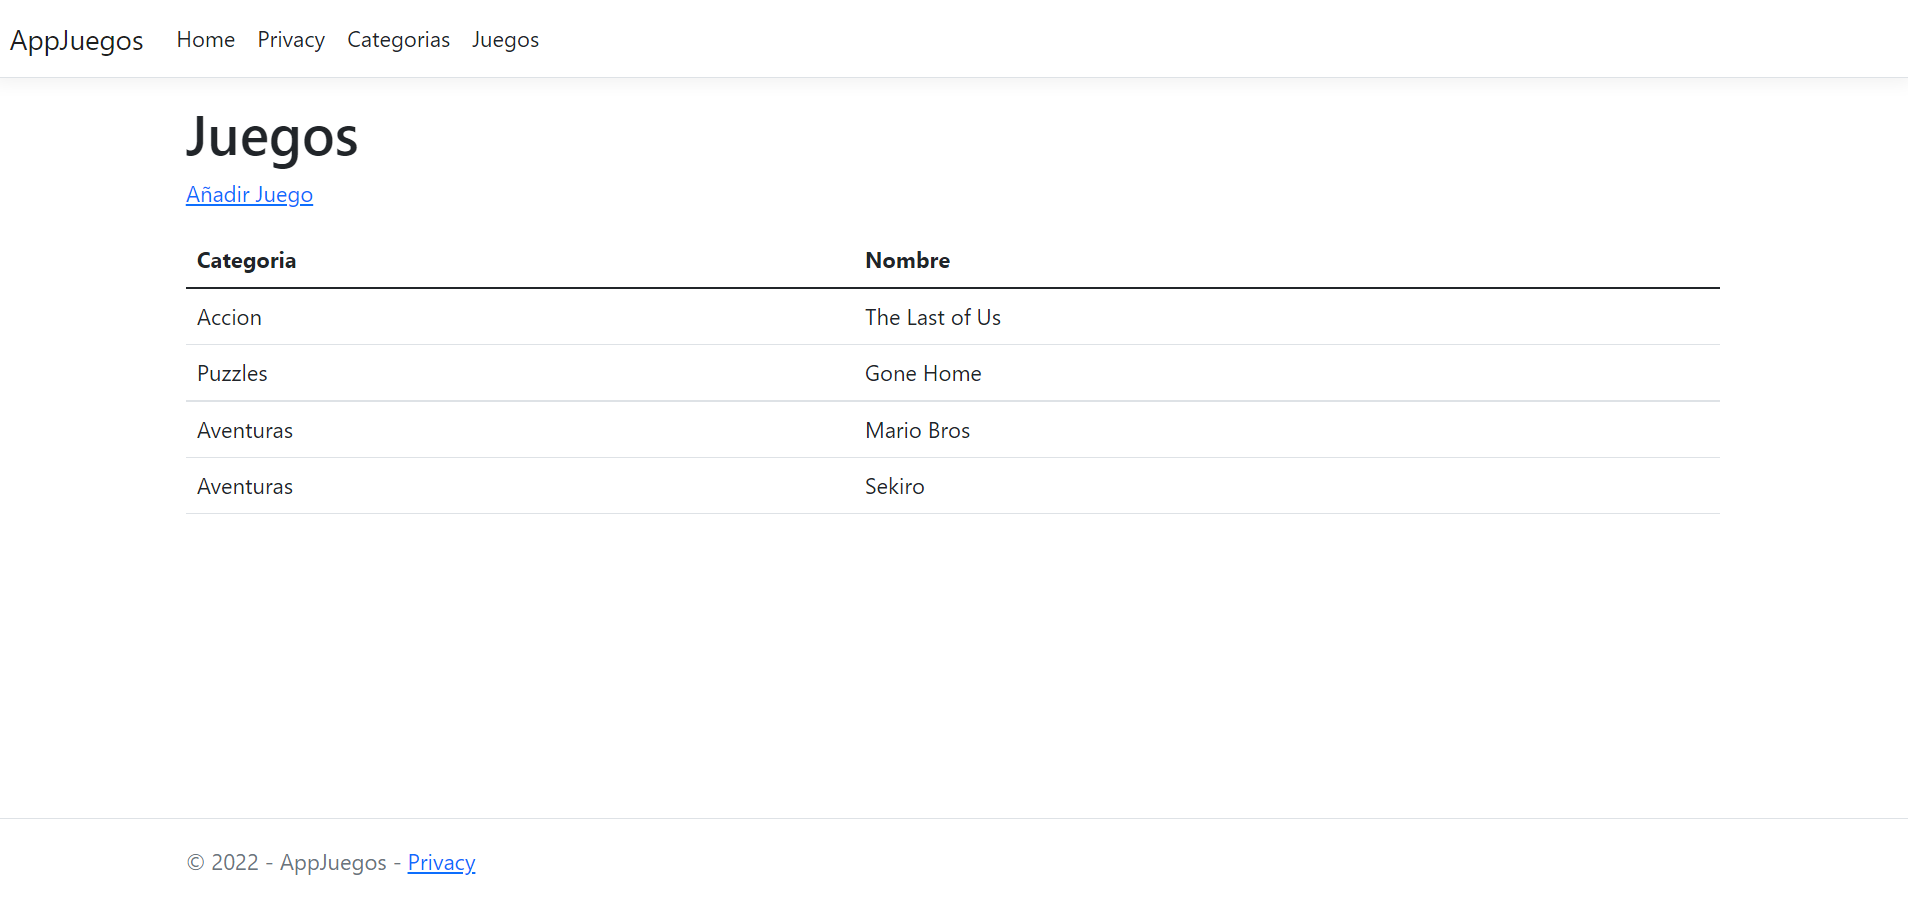 AppJuegos Home Privacy Categorias Juegos
Juegos
Añadir Juego
Categoria Nombre
Accion The Last of Us
Puzzles Gone Home
Aventuras Mario Bros
Aventuras Sekiro
© 2022 - AppJuegos - Privacy